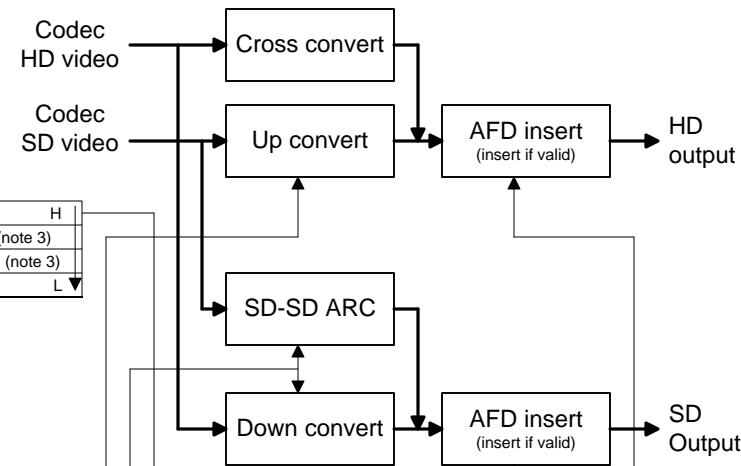 Codec
HD video
Cross convert
Codec
SD video
Up convert
AFD insert
(insert if valid)
HD
output
H
(note 3)
(note 3)
L
SD-SD ARC
Down convert
AFD insert
(insert if valid)
SD
Output